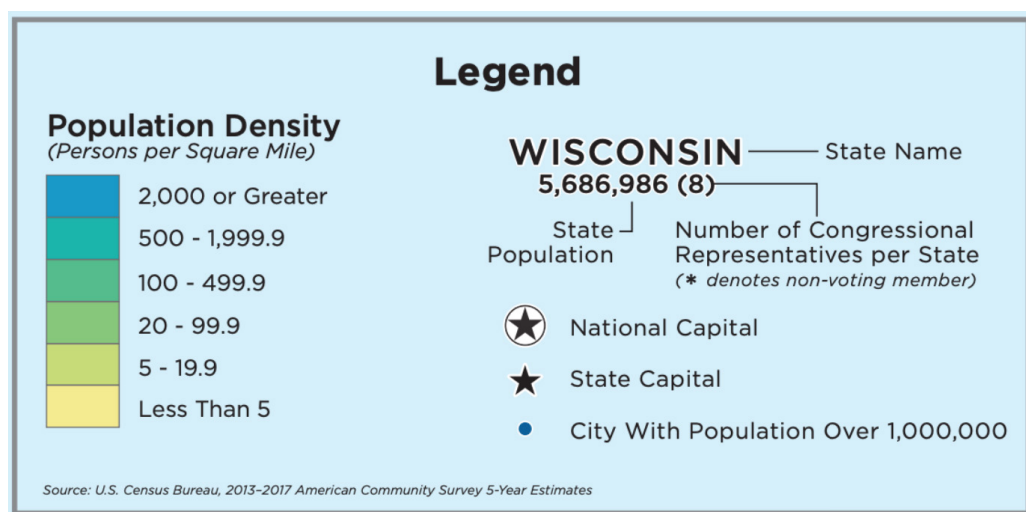 Legend
Population Density
(Persons per Square Mile)
2,000 or Greater
500 - 1,999.9
100 - 499.9
20 - 99.9
5 - 19.9
Less Than 5
WISCONSIN
State Name
5,686,986 (8)
State
Population
Number of Congressional
Representatives per State
(* denotes non-voting member)
National Capital
State Capital
City With Population Over 1,000,000
Source: U.S. Census Bureau, 2013–2017 American Community Survey 5-Year Estimates